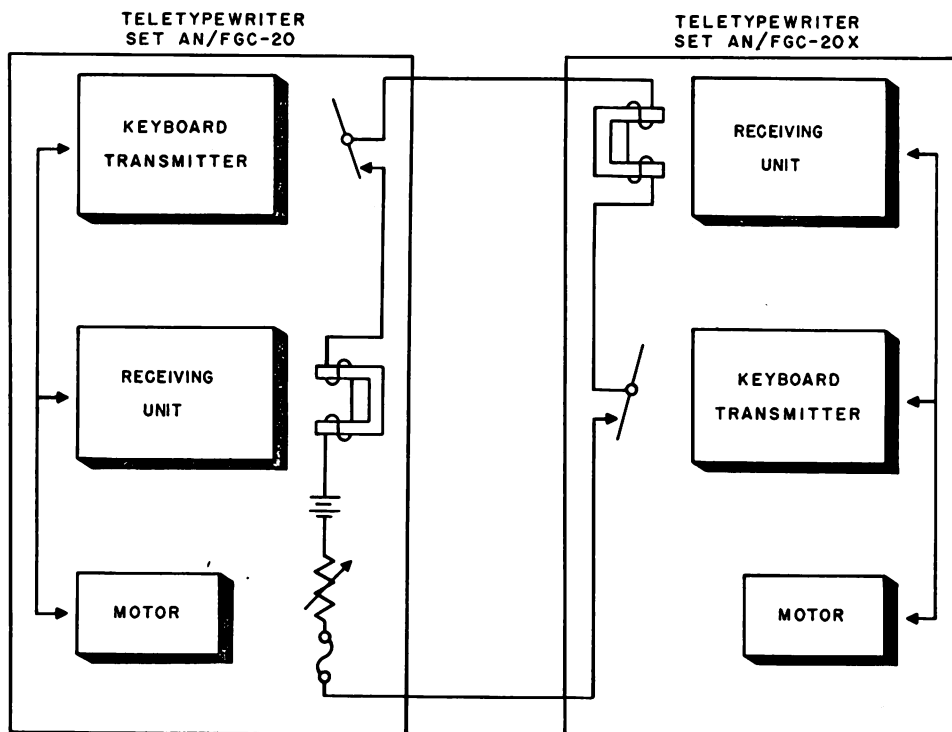 TELETYPEWRITER
SET AN/FGC-20
KEYBOARD
TRANSMITTER
RECEIVING
UNIT
MOTOR
TELETYPEWRITER
SET AN/FGC-20X
RECEIVING
UNIT
KEYBOARD
TRANSMITTER
MOTOR